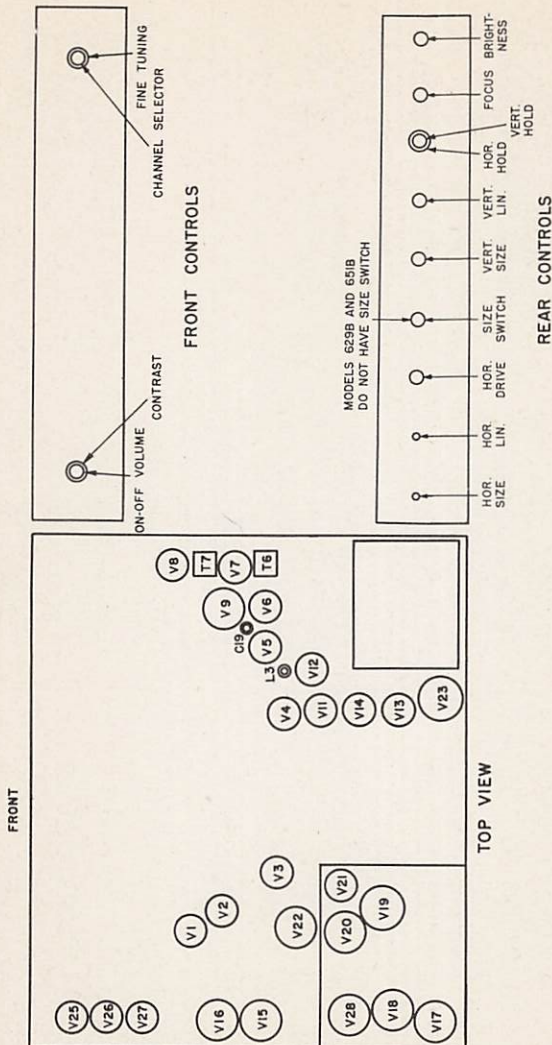 ON-OFF VOLUME
CONTRAST
CHANNEL SELECTOR
FINE TUNING
FRONT CONTROLS
MODELS 629B AND 651B
DO NOT HAVE SIZE SWITCH
HOR.
SIZE
HOR.
LIN.
HOR.
DRIVE
SIZE
SWITCH
VERT.
SIZE
VERT.
LIN.
HOR.
HOLD
VERT.
HOLD
FOCUS
BRIGHT-
NESS
REAR CONTROLS
FRONT
V25
V26
V27
V16
V15
V28
V18
V17
V1
V2
V3
V22
V21
V20
V19
V8
T7
V7
T6
V9
V6
C19
V5
L3
V12
V4
V11
V14
V13
V23
TOP VIEW